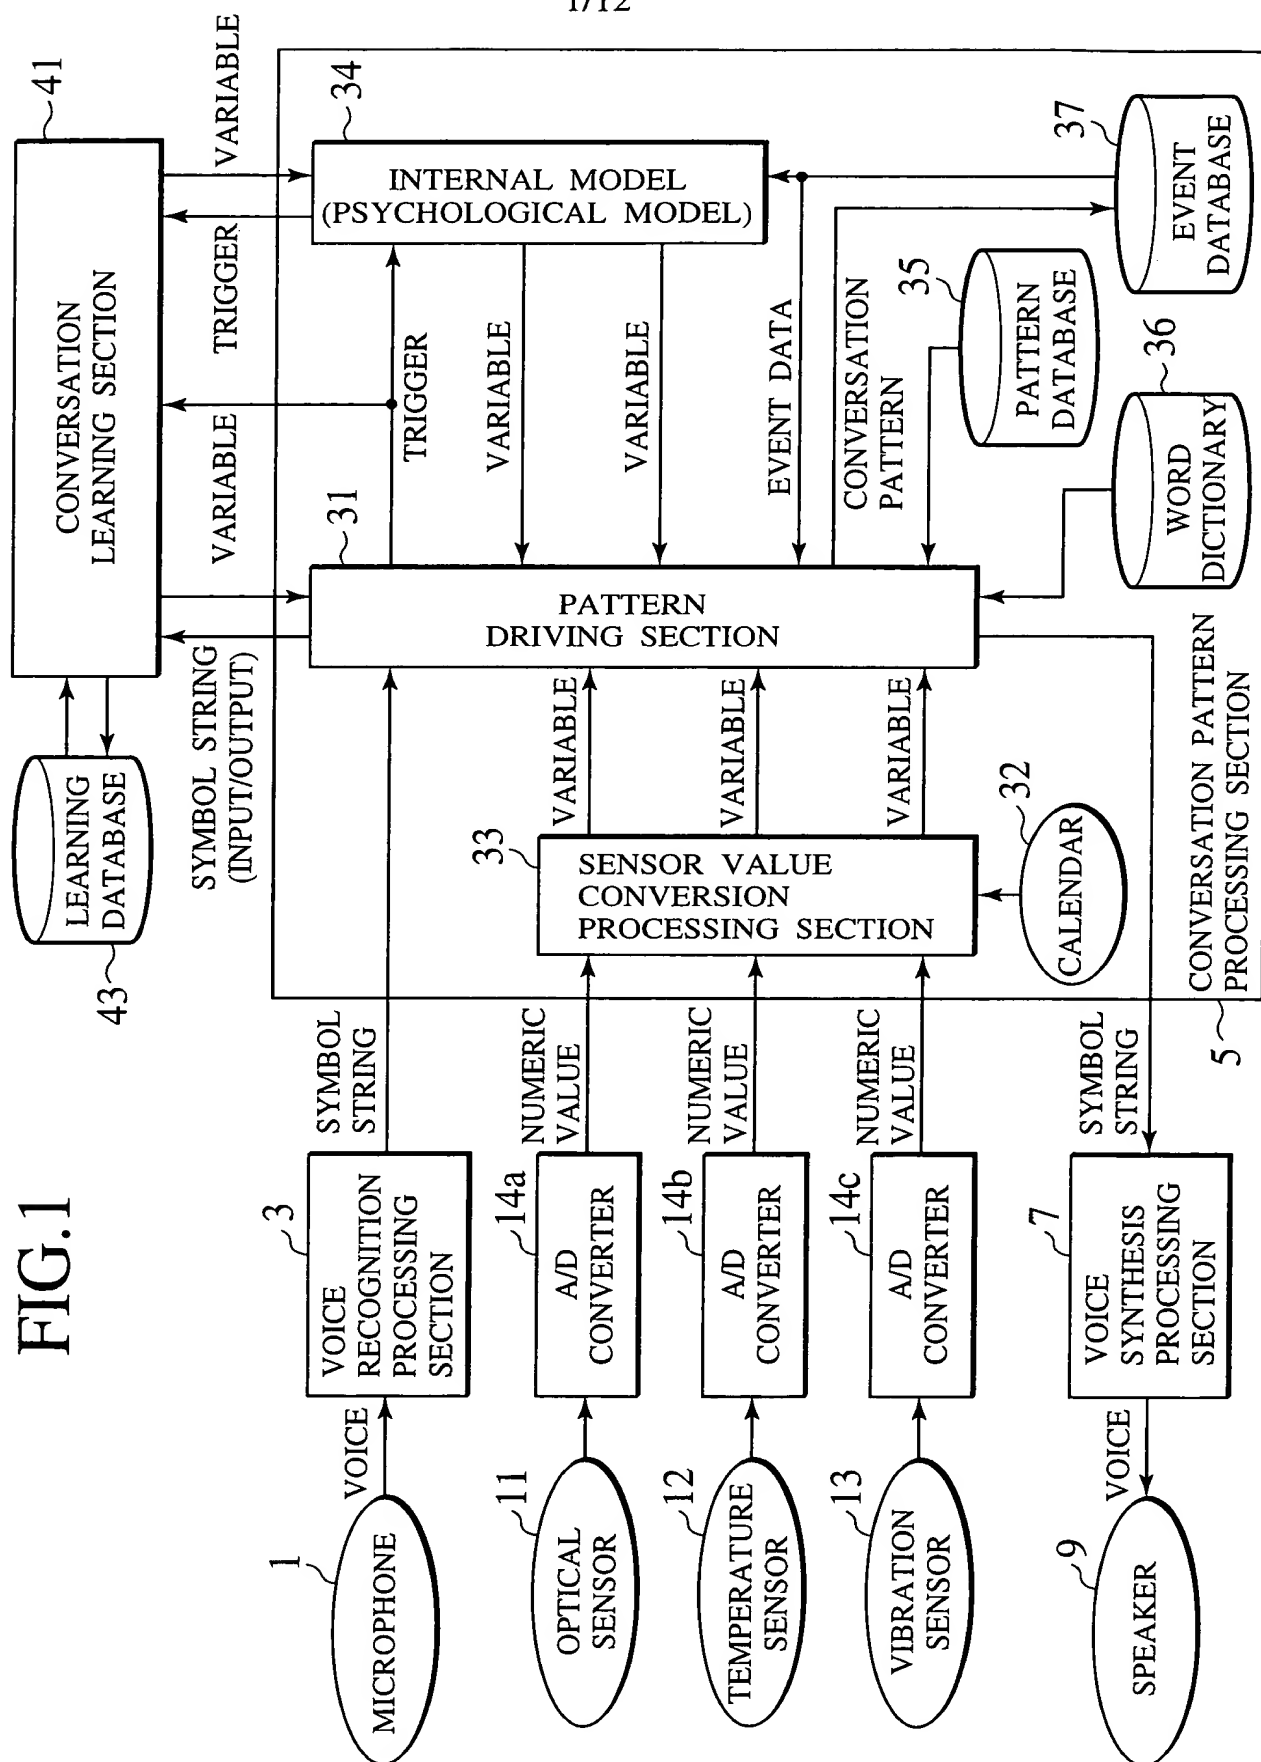 1/12
FIG.1
1
MICROPHONE
VOICE
3
VOICE
RECOGNITION
PROCESSING
SECTION
SYMBOL
STRING
11
OPTICAL
SENSOR
14a
A/D
CONVERTER
NUMERIC
VALUE
12
TEMPERATURE
SENSOR
14b
A/D
CONVERTER
NUMERIC
VALUE
13
VIBRATION
SENSOR
14c
A/D
CONVERTER
NUMERIC
VALUE
9
SPEAKER
VOICE
7
VOICE
SYNTHESIS
PROCESSING
SECTION
SYMBOL
STRING
5
CONVERSATION PATTERN
PROCESSING SECTION
33
SENSOR VALUE
CONVERSION
PROCESSING SECTION
32
CALENDAR
VARIABLE
VARIABLE
VARIABLE
31
PATTERN
DRIVING SECTION
43
LEARNING
DATABASE
SYMBOL STRING
(INPUT/OUTPUT)
41
CONVERSATION
LEARNING SECTION
VARIABLE
TRIGGER
VARIABLE
TRIGGER
VARIABLE
VARIABLE
EVENT DATA
CONVERSATION
PATTERN
34
INTERNAL MODEL
(PSYCHOLOGICAL MODEL)
35
PATTERN
DATABASE
36
WORD
DICTIONARY
37
EVENT
DATABASE